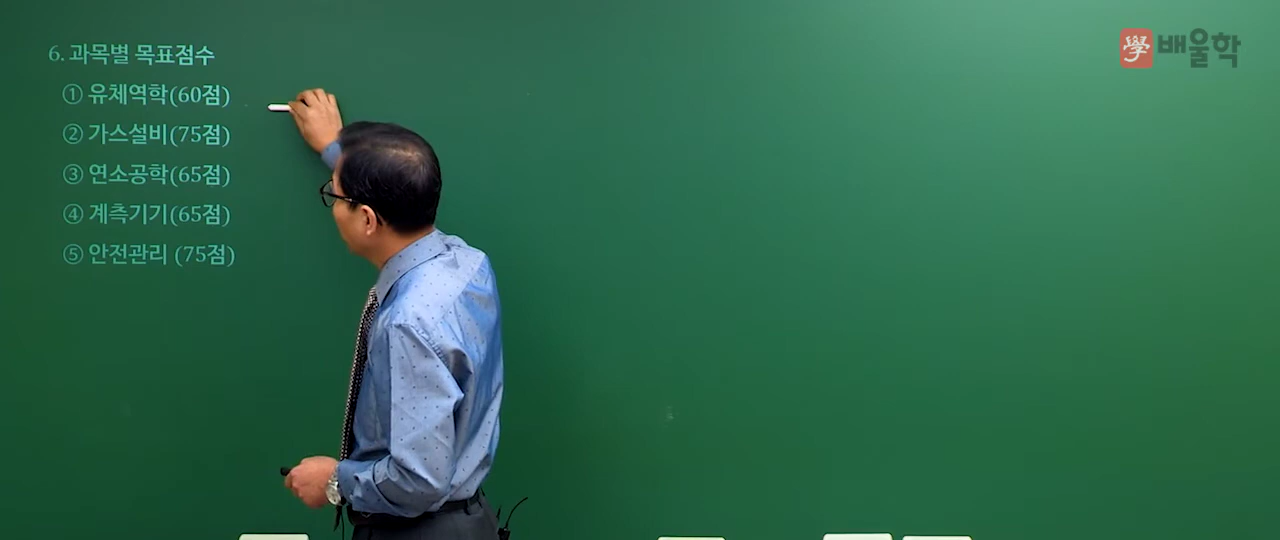 6. 과목별 목표점수
① 유체역학(60점)
② 가스설비(75점)
③ 연소공학(65점)
④ 계측기기(65점)
⑤ 안전관리 (75점)
學 배울학